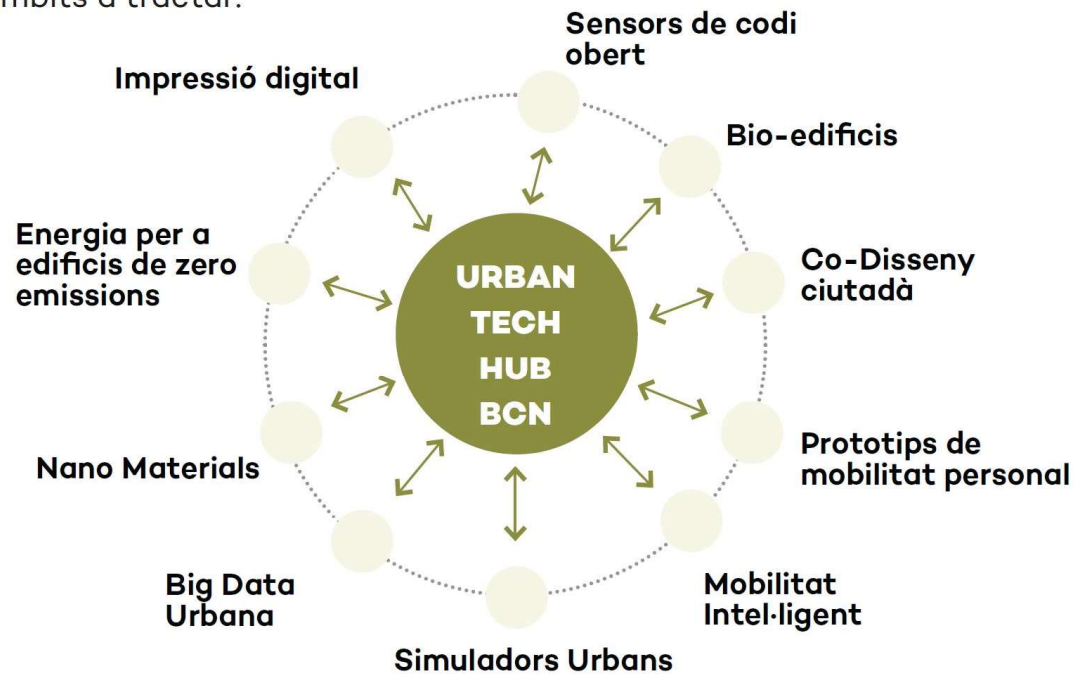 a tractar.
Sensors de codi
obert
Impressió digital
Bio-edificis
Energia per a
edificis de zero
emissions
Co-Disseny
ciutadà
URBAN
TECH
HUB
BCN
Prototips de
mobilitat personal
Nano Materials
Big Data
Urbana
Mobilitat
Intel·ligent
Simuladors Urbans